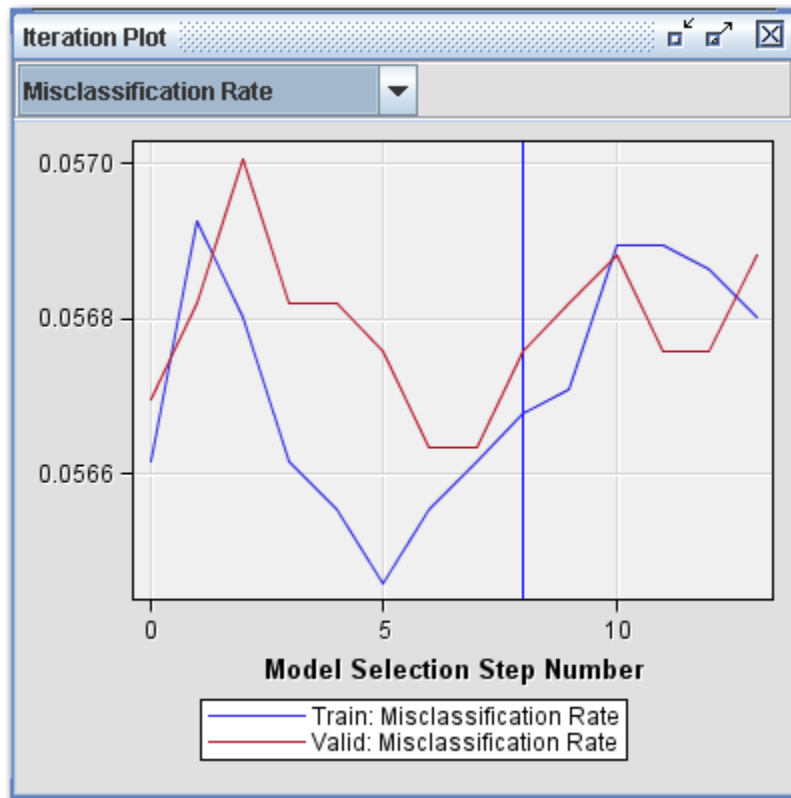 Iteration Plot
Misclassification Rate
0.0570
0.0568
0.0566
0 5 10
Model Selection Step Number
Train: Misclassification Rate
Valid: Misclassification Rate